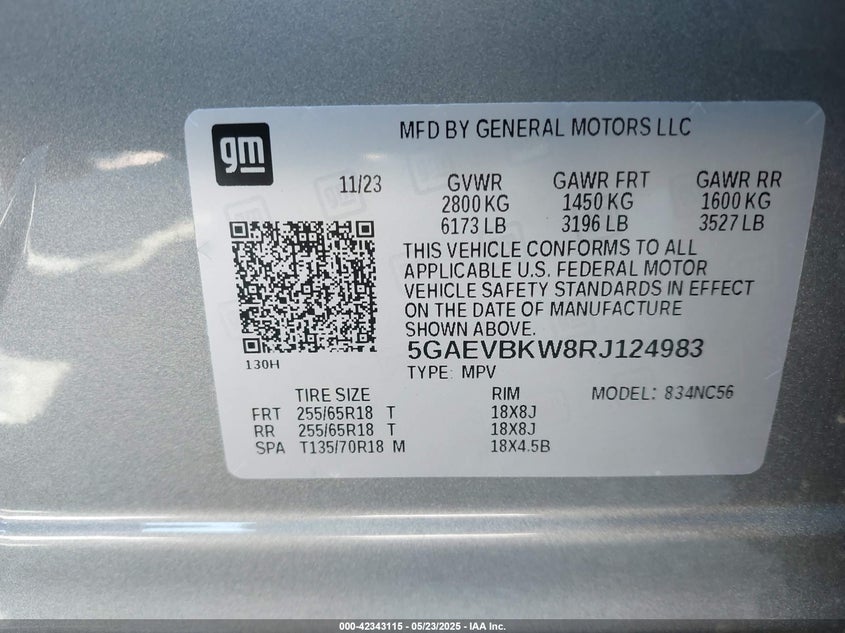 gm
MFD BY GENERAL MOTORS LLC
11/23
GVWR GAWR FRT GAWR RR
2800 KG 1450 KG 1600 KG
6173 LB 3196 LB 3527 LB
THIS VEHICLE CONFORMS TO ALL
APPLICABLE U.S. FEDERAL MOTOR
VEHICLE SAFETY STANDARDS IN EFFECT
ON THE DATE OF MANUFACTURE
SHOWN ABOVE.
5GAEVBKW8RJ124983
130H
TYPE: MPV
TIRE SIZE RIM MODEL: 834NC56
FRT 255/65R18 T 18X8J
RR 255/65R18 T 18X8J
SPA T135/70R18 M 18X4.5B
000-42343115 - 05/23/2025 - IAA Inc.